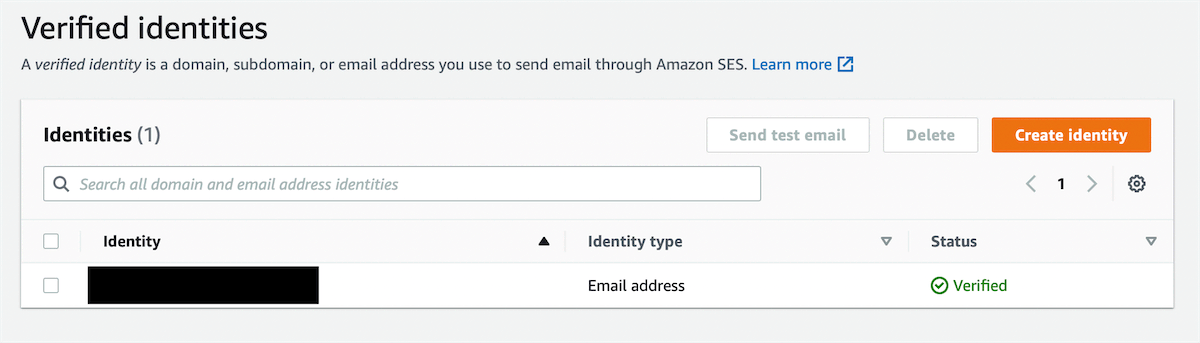 Verified identities
A verified identity is a domain, subdomain, or email address you use to send email through Amazon SES. Learn more
Identities (1)
Send test email
Delete
Create identity
Search all domain and email address identities
1
Identity
Identity type
Status
Email address
Verified